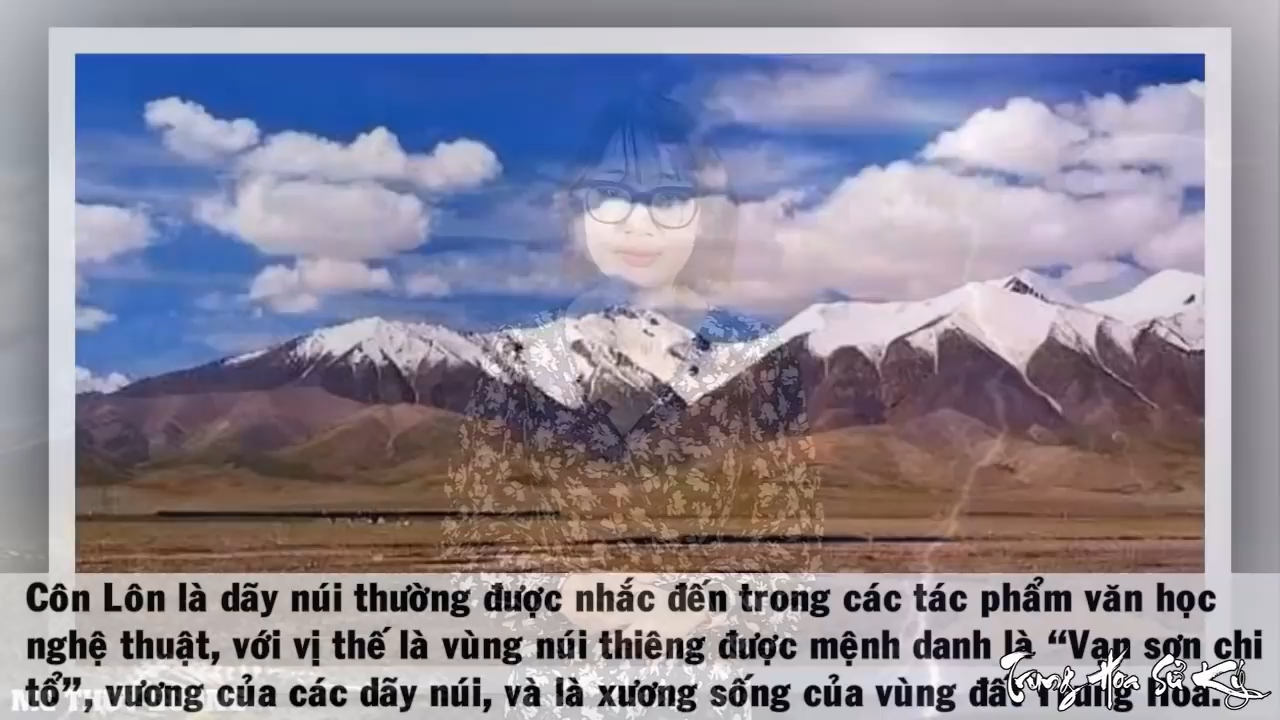 Côn Lôn là dãy núi thường được nhắc đến trong các tác phẩm văn học
nghệ thuật, với vị thế là vùng núi thiêng được mệnh danh là “Vạn sơn chi
tổ”, vương của các dãy núi, và là xương sống của vùng đất Trung Hoa.
Trung Hoa Sử Ký